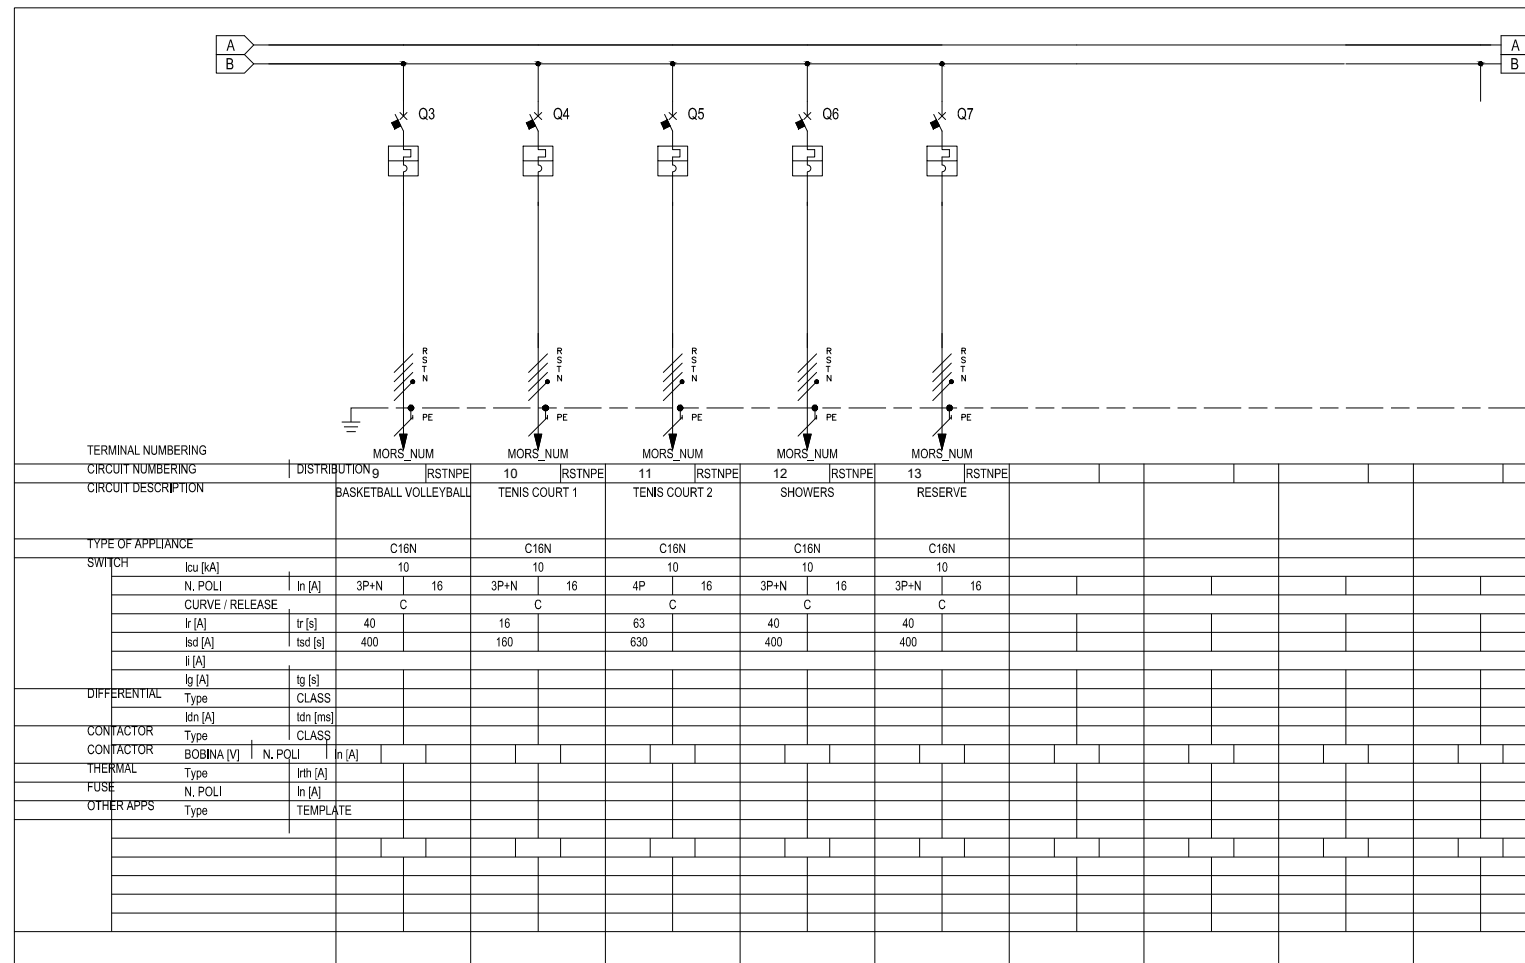 A A
B B
Q3 Q4 Q5 Q6 Q7
R R R R R
S S S S S
T T T T T
N N N N N
PE PE PE PE PE
TERMINAL NUMBERING MORS_NUM MORS_NUM MORS_NUM MORS_NUM MORS_NUM
CIRCUIT NUMBERING DISTRIBUTION 9 RSTNPE 10 RSTNPE 11 RSTNPE 12 RSTNPE 13 RSTNPE
CIRCUIT DESCRIPTION BASKETBALL VOLLEYBALL TENIS COURT 1 TENIS COURT 2 SHOWERS RESERVE
TYPE OF APPLIANCE C16N C16N C16N C16N C16N
SWITCH Icu [kA] 10 10 10 10 10
N. POLI In [A] 3P+N 16 3P+N 16 4P 16 3P+N 16 3P+N 16
CURVE / RELEASE C C C C C
Ir [A] tr [s] 40 16 63 40 40
Isd [A] tsd [s] 400 160 630 400 400
Ii [A]
Ig [A] tg [s]
DIFFERENTIAL Type CLASS
Idn [A] tdn [ms]
CONTACTOR Type CLASS
CONTACTOR BOBINA [V] N. POLI In [A]
THERMAL Type Irth [A]
FUSE N. POLI In [A]
OTHER APPS Type TEMPLATE